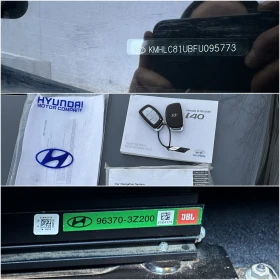 KMHLC81UBFU095773
HYUNDAI
MOTOR COMPANY
i40
96370-3Z200
JBL